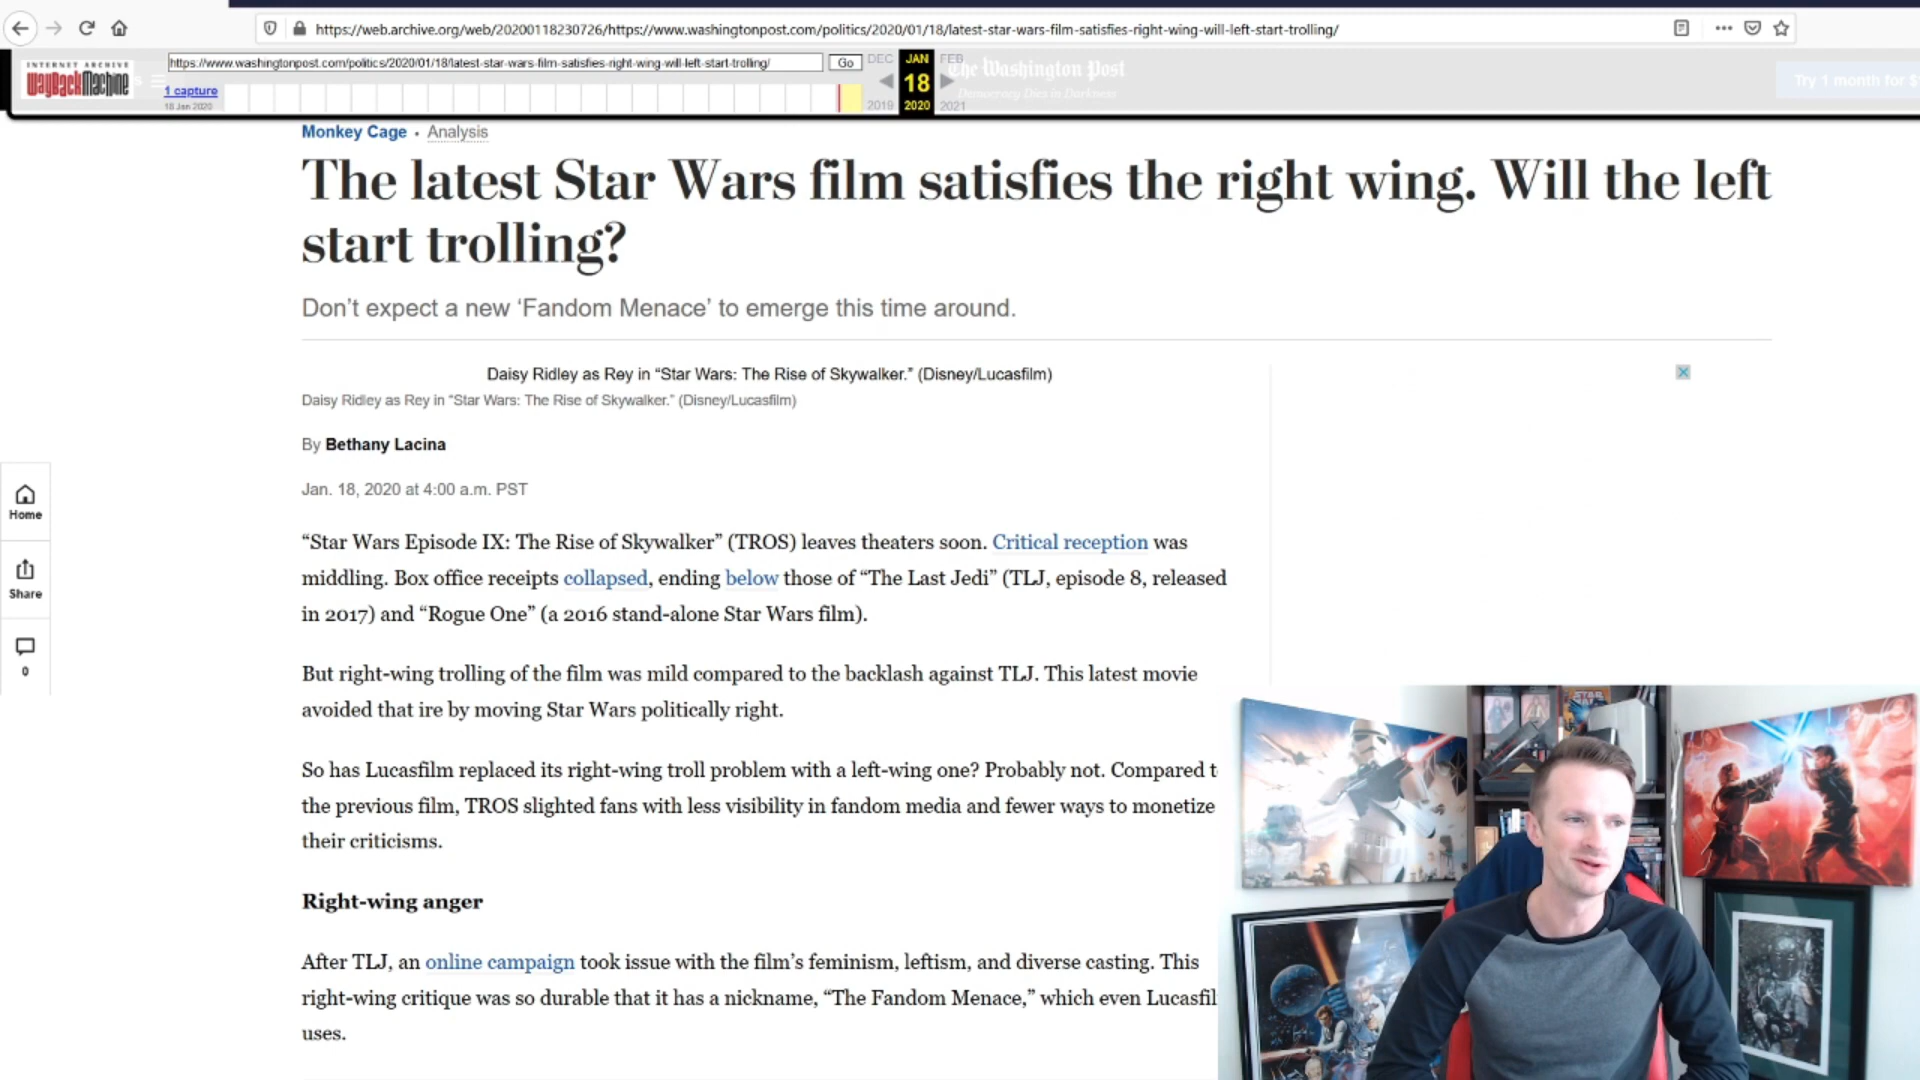 https://web.archive.org/web/20200118230726/https://www.washingtonpost.com/politics/2020/01/18/latest-star-wars-film-satisfies-right-wing-will-left-start-trolling/
INTERNET ARCHIVE
WayBackMachine
https://www.washingtonpost.com/politics/2020/01/18/latest-star-wars-film-satisfies-right-wing-will-left-start-trolling/
Go
DEC JAN FEB
18
2019 2020 2021
1 capture
18 Jan 2020
The Washington Post
Democracy Dies in Darkness
Try 1 month for $
Monkey Cage • Analysis
The latest Star Wars film satisfies the right wing. Will the left
start trolling?
Don’t expect a new ‘Fandom Menace’ to emerge this time around.
Daisy Ridley as Rey in “Star Wars: The Rise of Skywalker.” (Disney/Lucasfilm)
Daisy Ridley as Rey in “Star Wars: The Rise of Skywalker.” (Disney/Lucasfilm)
By Bethany Lacina
Jan. 18, 2020 at 4:00 a.m. PST
Home
Share
0
“Star Wars Episode IX: The Rise of Skywalker” (TROS) leaves theaters soon. Critical reception was
middling. Box office receipts collapsed, ending below those of “The Last Jedi” (TLJ, episode 8, released
in 2017) and “Rogue One” (a 2016 stand-alone Star Wars film).
But right-wing trolling of the film was mild compared to the backlash against TLJ. This latest movie
avoided that ire by moving Star Wars politically right.
So has Lucasfilm replaced its right-wing troll problem with a left-wing one? Probably not. Compared t
the previous film, TROS slighted fans with less visibility in fandom media and fewer ways to monetize
their criticisms.
Right-wing anger
After TLJ, an online campaign took issue with the film’s feminism, leftism, and diverse casting. This
right-wing critique was so durable that it has a nickname, “The Fandom Menace,” which even Lucasfil
uses.
STAR WARS